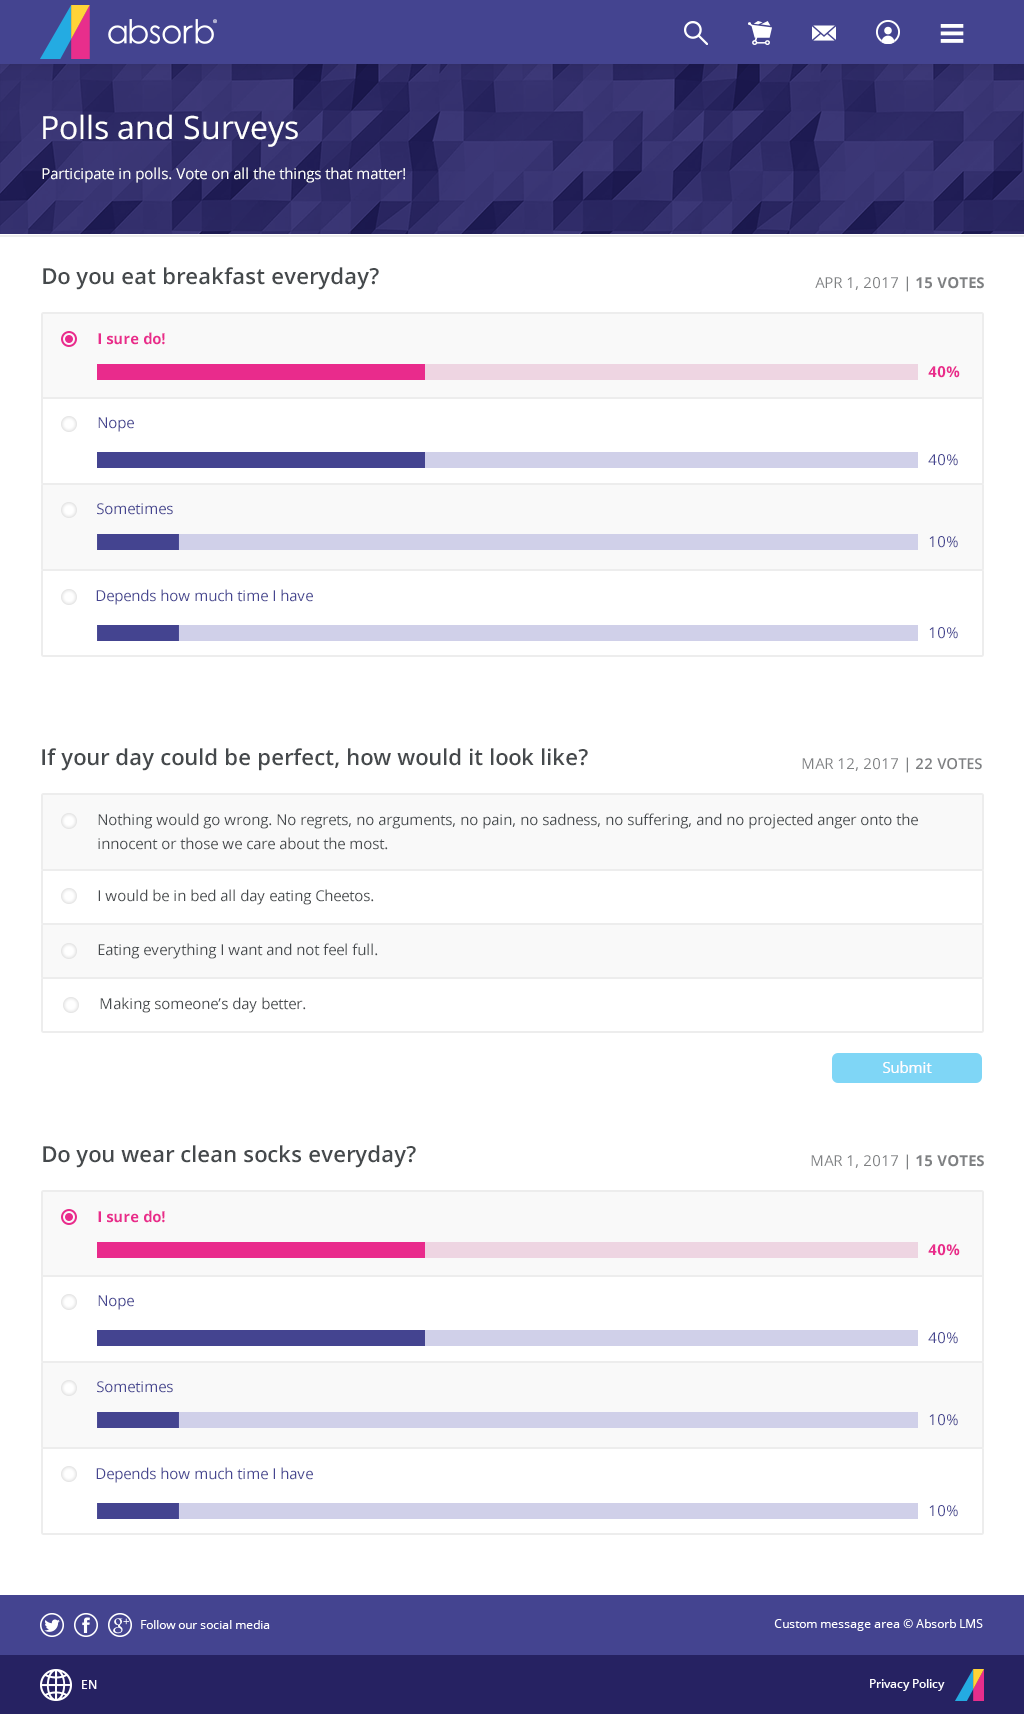 absorb®
Polls and Surveys
Participate in polls. Vote on all the things that matter!
Do you eat breakfast everyday?
APR 1, 2017 | 15 VOTES
I sure do!
40%
Nope
40%
Sometimes
10%
Depends how much time I have
10%
If your day could be perfect, how would it look like?
MAR 12, 2017 | 22 VOTES
Nothing would go wrong. No regrets, no arguments, no pain, no sadness, no suffering, and no projected anger onto the
innocent or those we care about the most.
I would be in bed all day eating Cheetos.
Eating everything I want and not feel full.
Making someone’s day better.
Submit
Do you wear clean socks everyday?
MAR 1, 2017 | 15 VOTES
I sure do!
40%
Nope
40%
Sometimes
10%
Depends how much time I have
10%
Follow our social media
Custom message area © Absorb LMS
EN
Privacy Policy